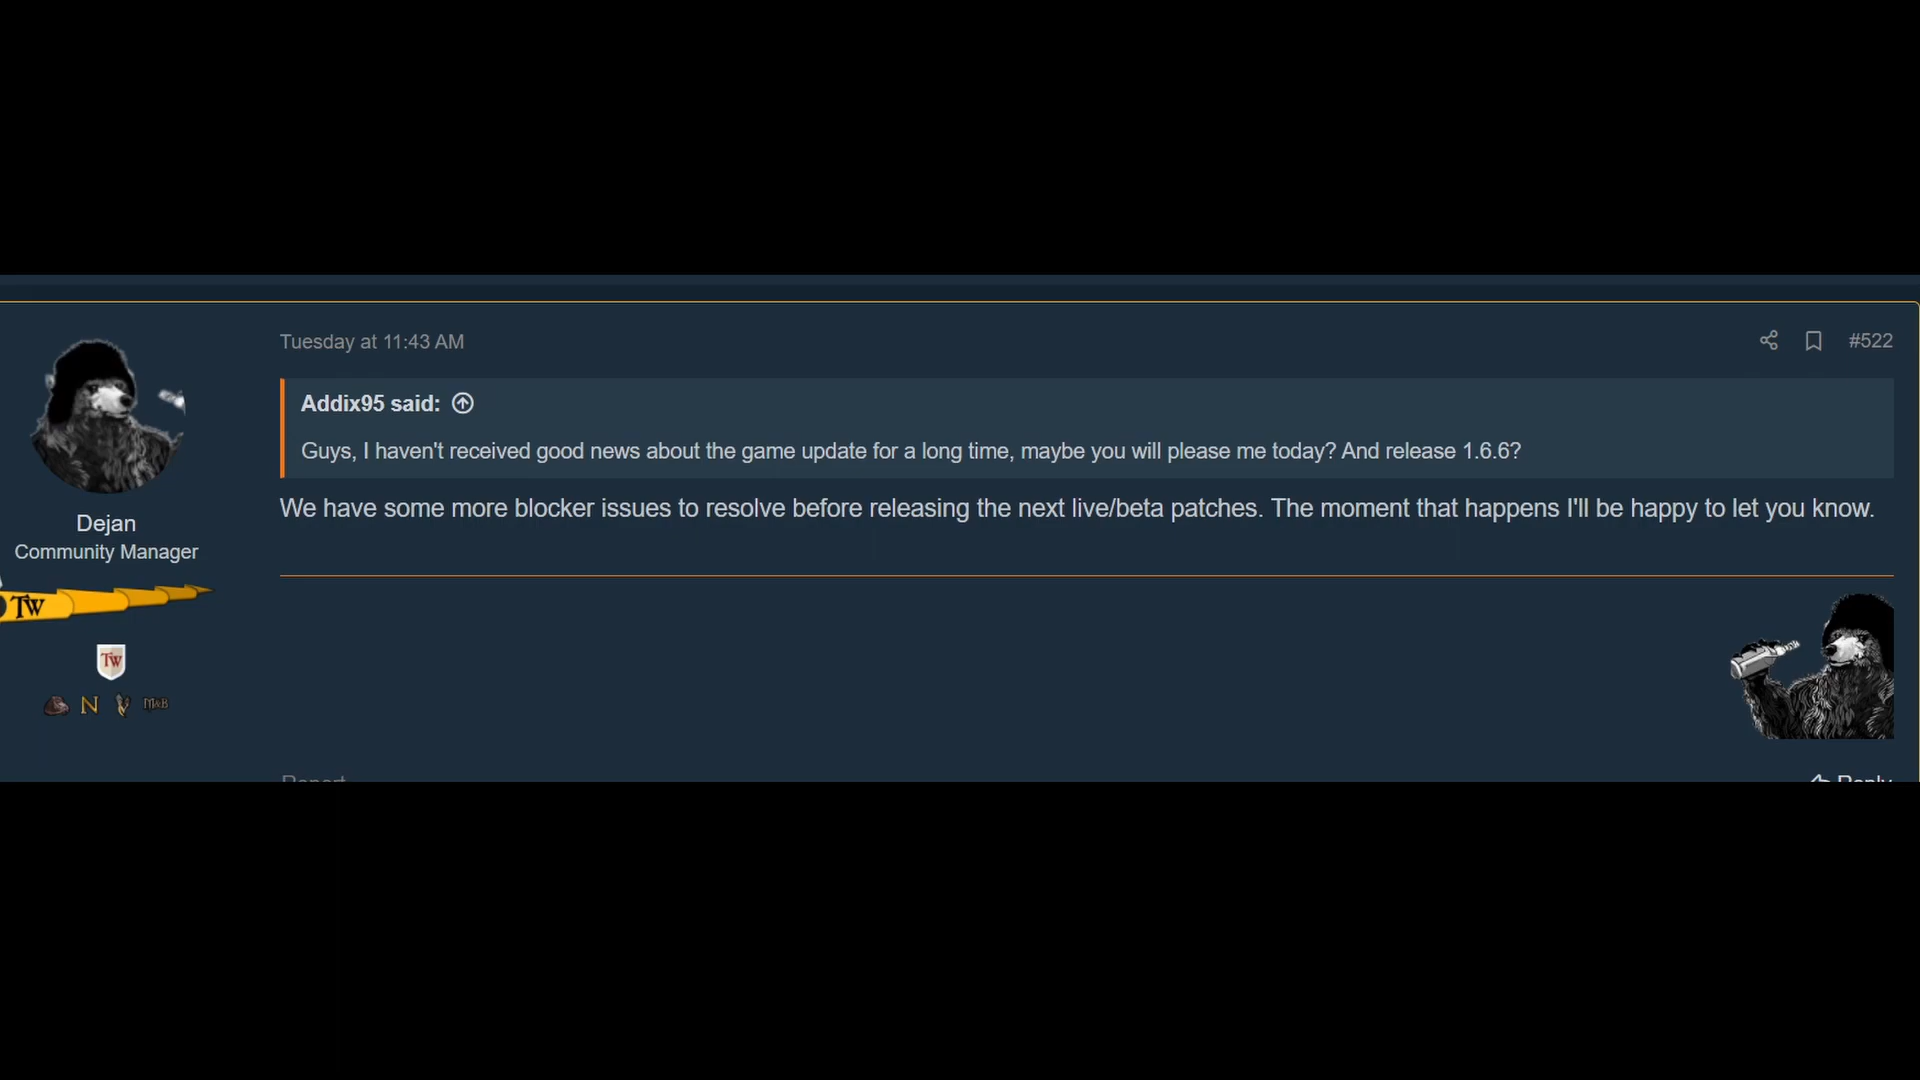 Tuesday at 11:43 AM
#522
Addix95 said:
Guys, I haven't received good news about the game update for a long time, maybe you will please me today? And release 1.6.6?
We have some more blocker issues to resolve before releasing the next live/beta patches. The moment that happens I'll be happy to let you know.
Dejan
Community Manager
TW
TW
N
M&B
Report
Reply